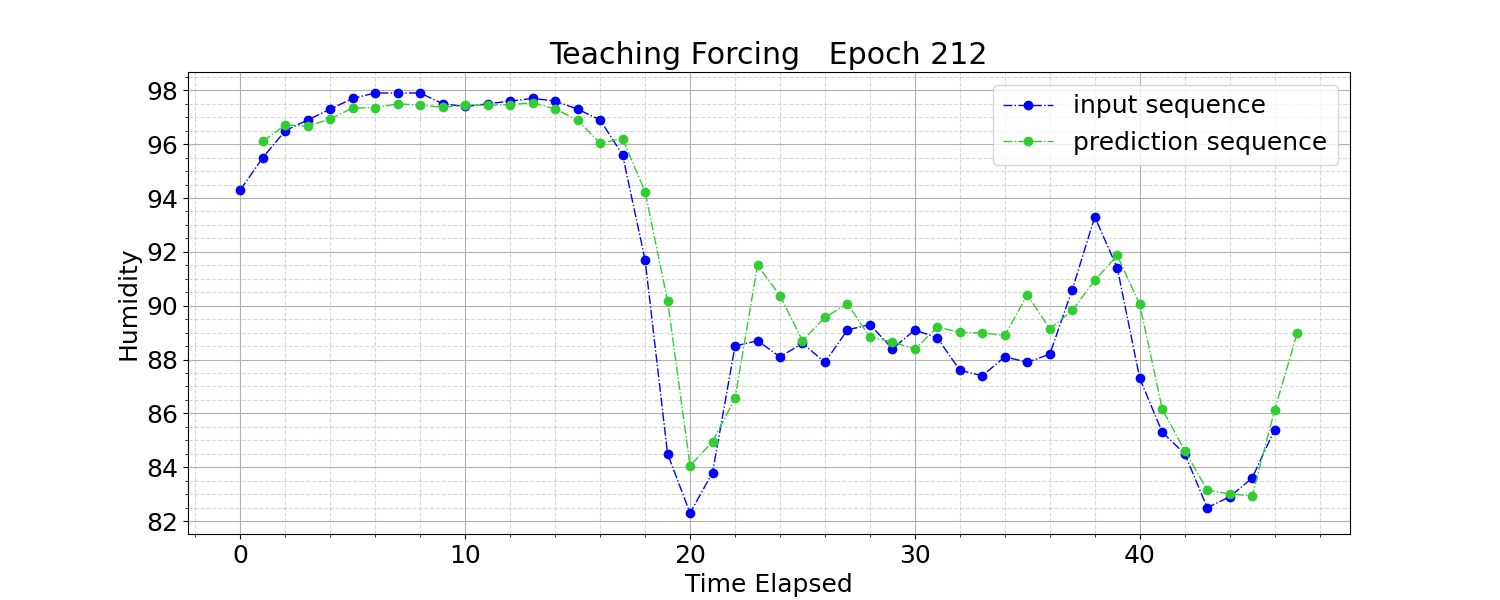 Teaching Forcing   Epoch 212
input sequence
prediction sequence
Humidity
98
96
94
92
90
88
86
84
82
0 10 20 30 40
Time Elapsed